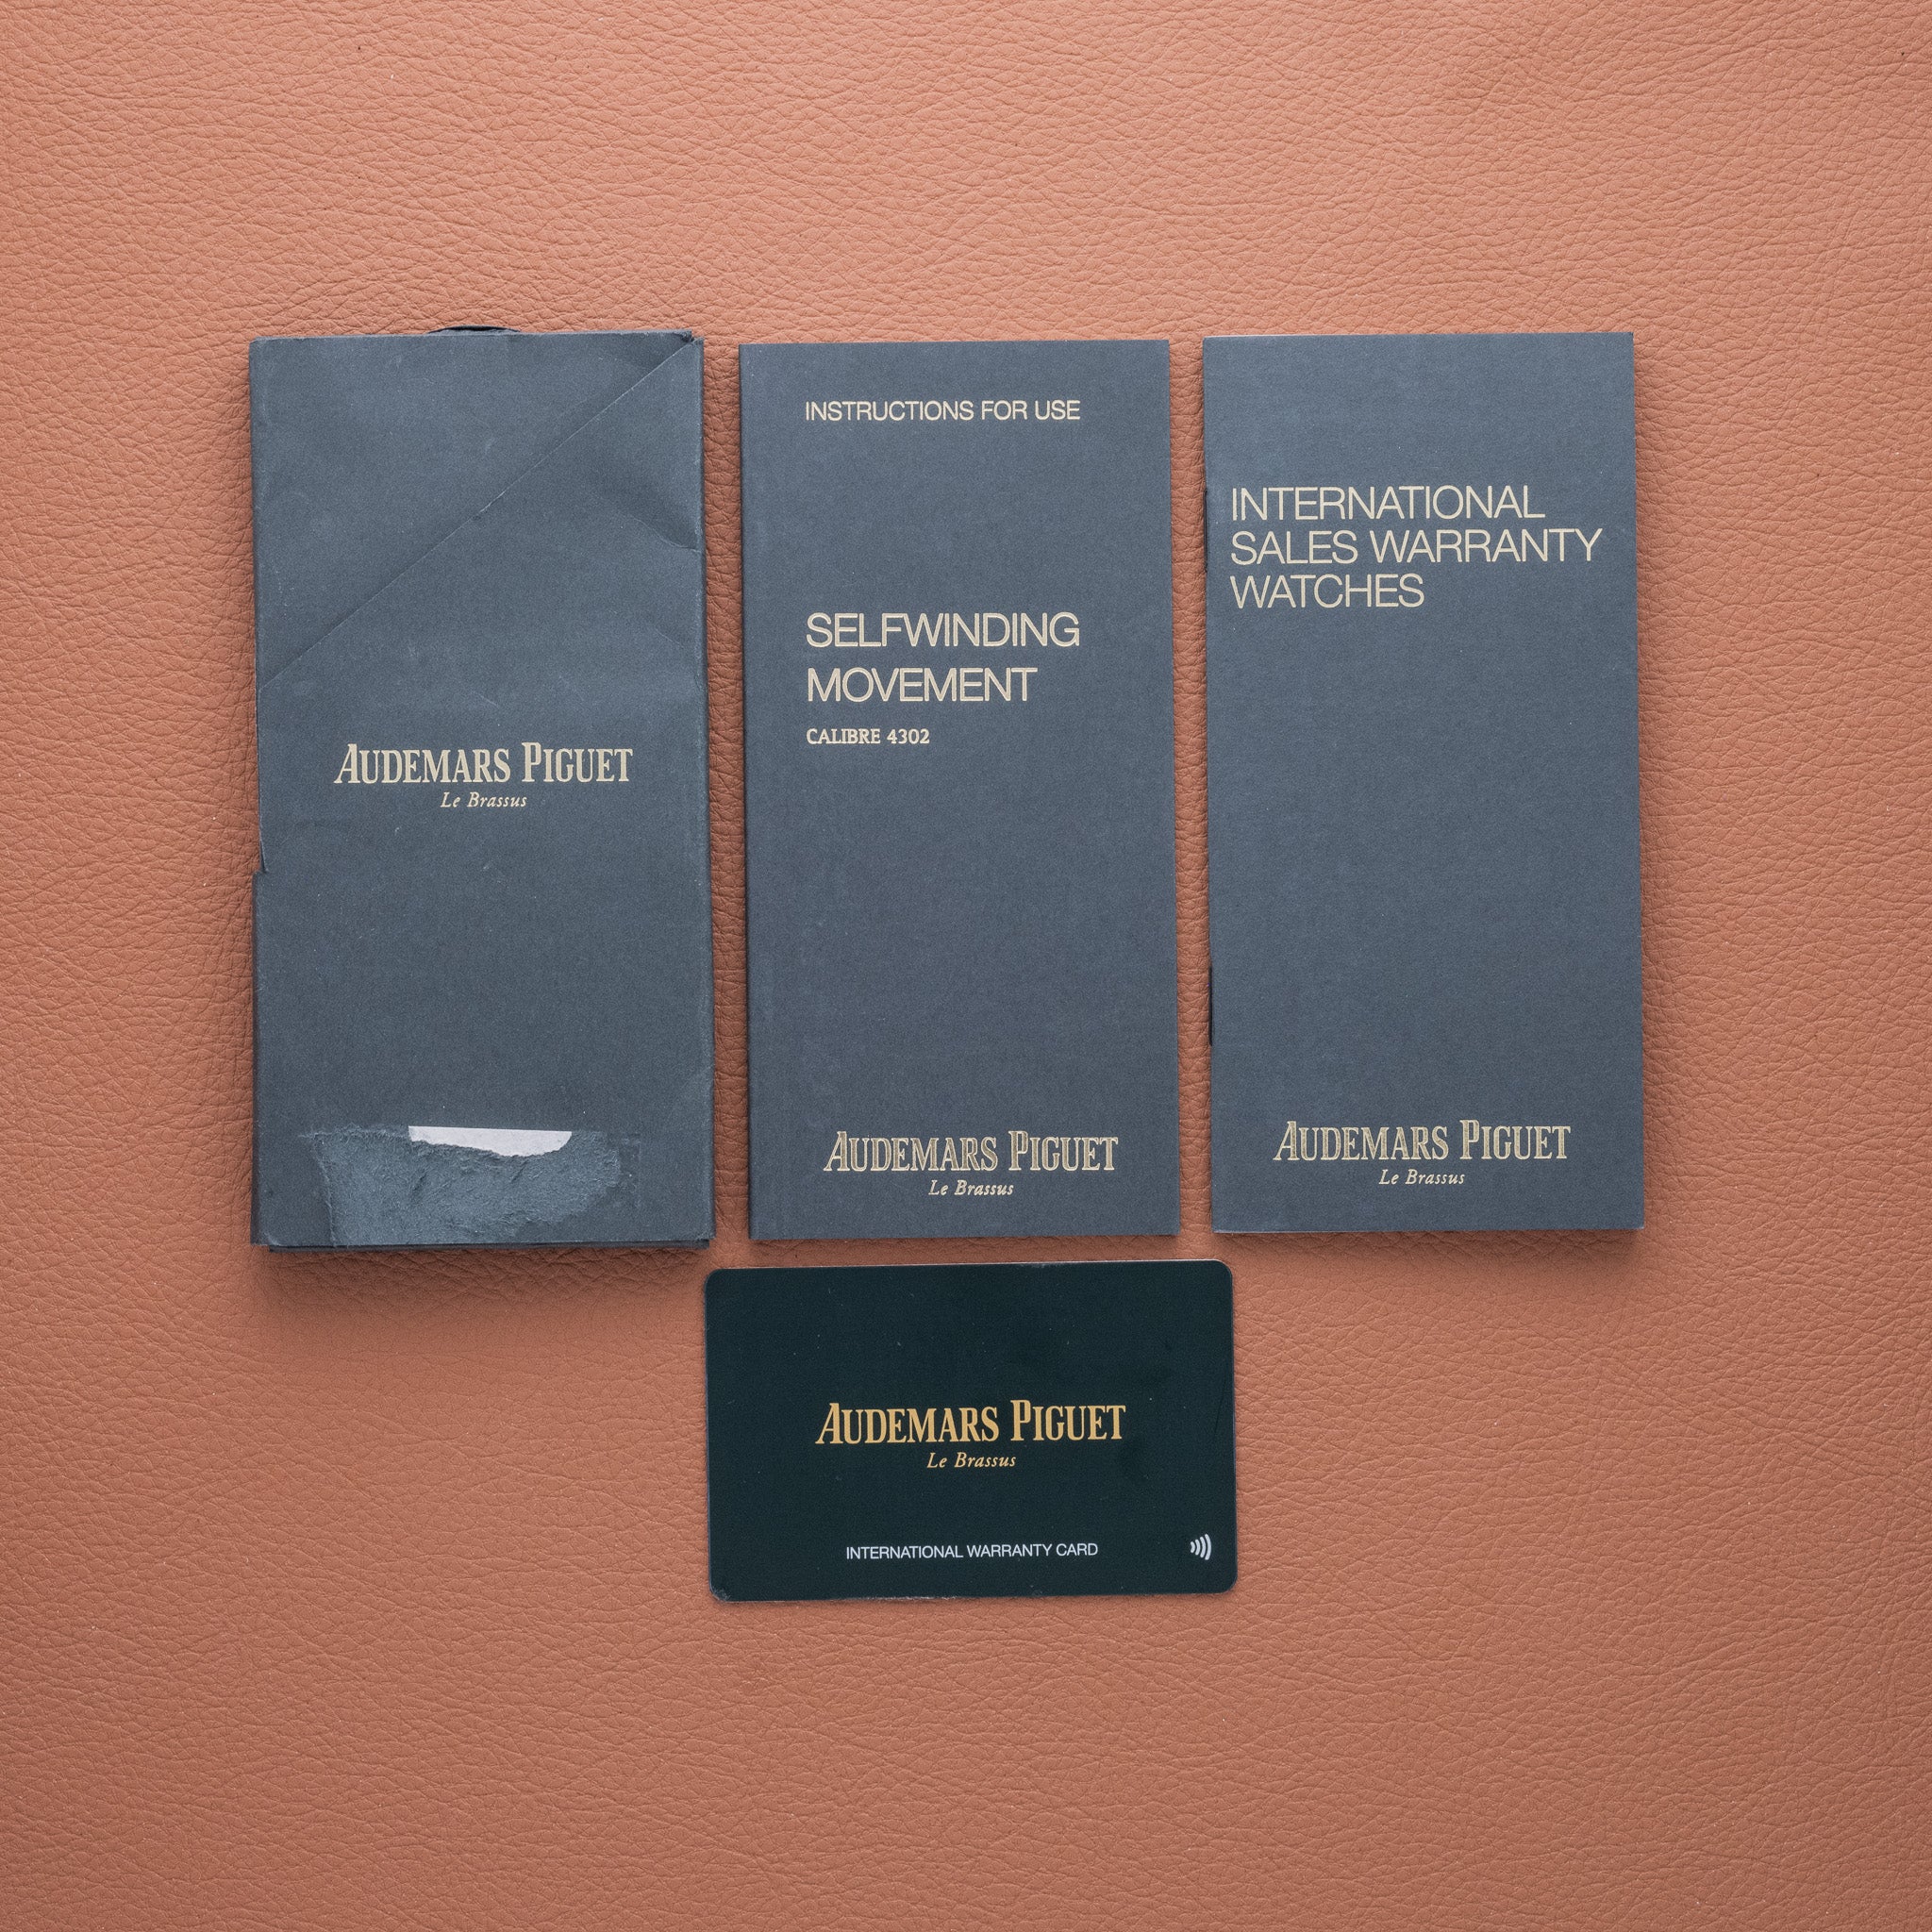 AUDEMARS PIGUET
Le Brassus
INSTRUCTIONS FOR USE
SELFWINDING
MOVEMENT
CALIBRE 4302
AUDEMARS PIGUET
Le Brassus
INTERNATIONAL
SALES WARRANTY
WATCHES
AUDEMARS PIGUET
Le Brassus
AUDEMARS PIGUET
Le Brassus
INTERNATIONAL WARRANTY CARD